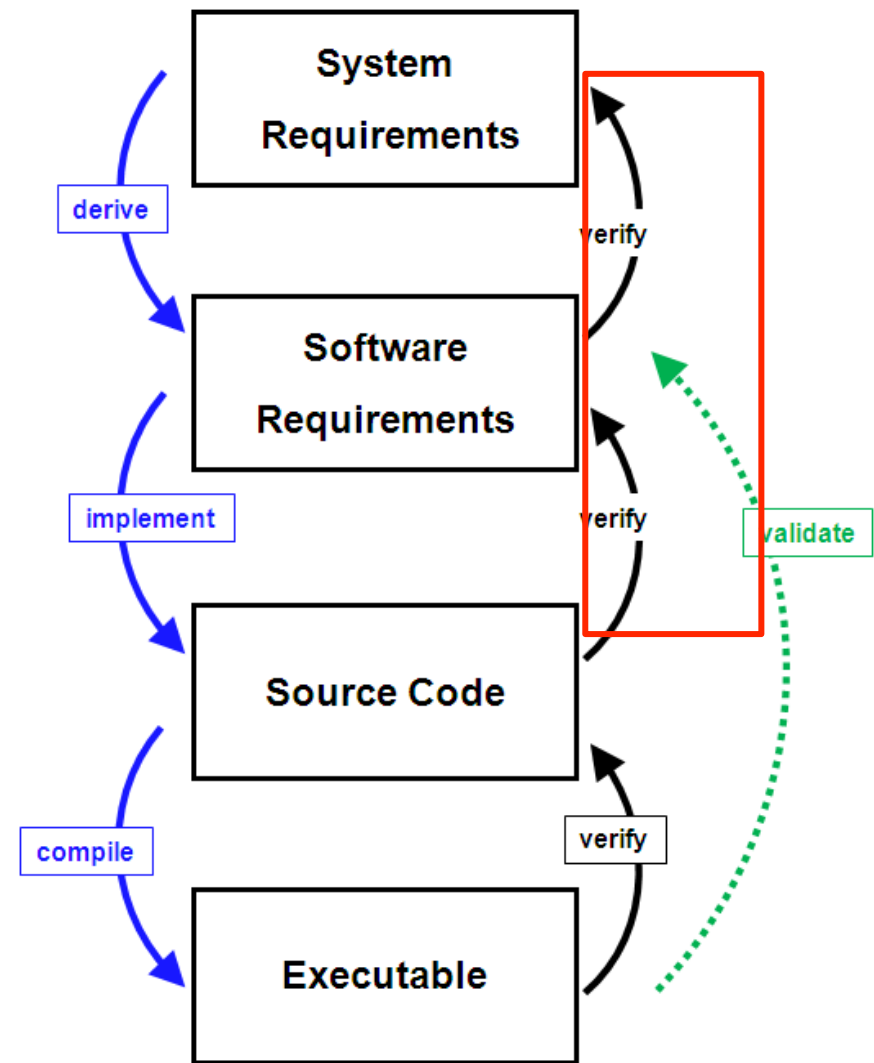 System
Requirements
derive
verify
Software
Requirements
implement
verify
validate
Source Code
compile
verify
Executable